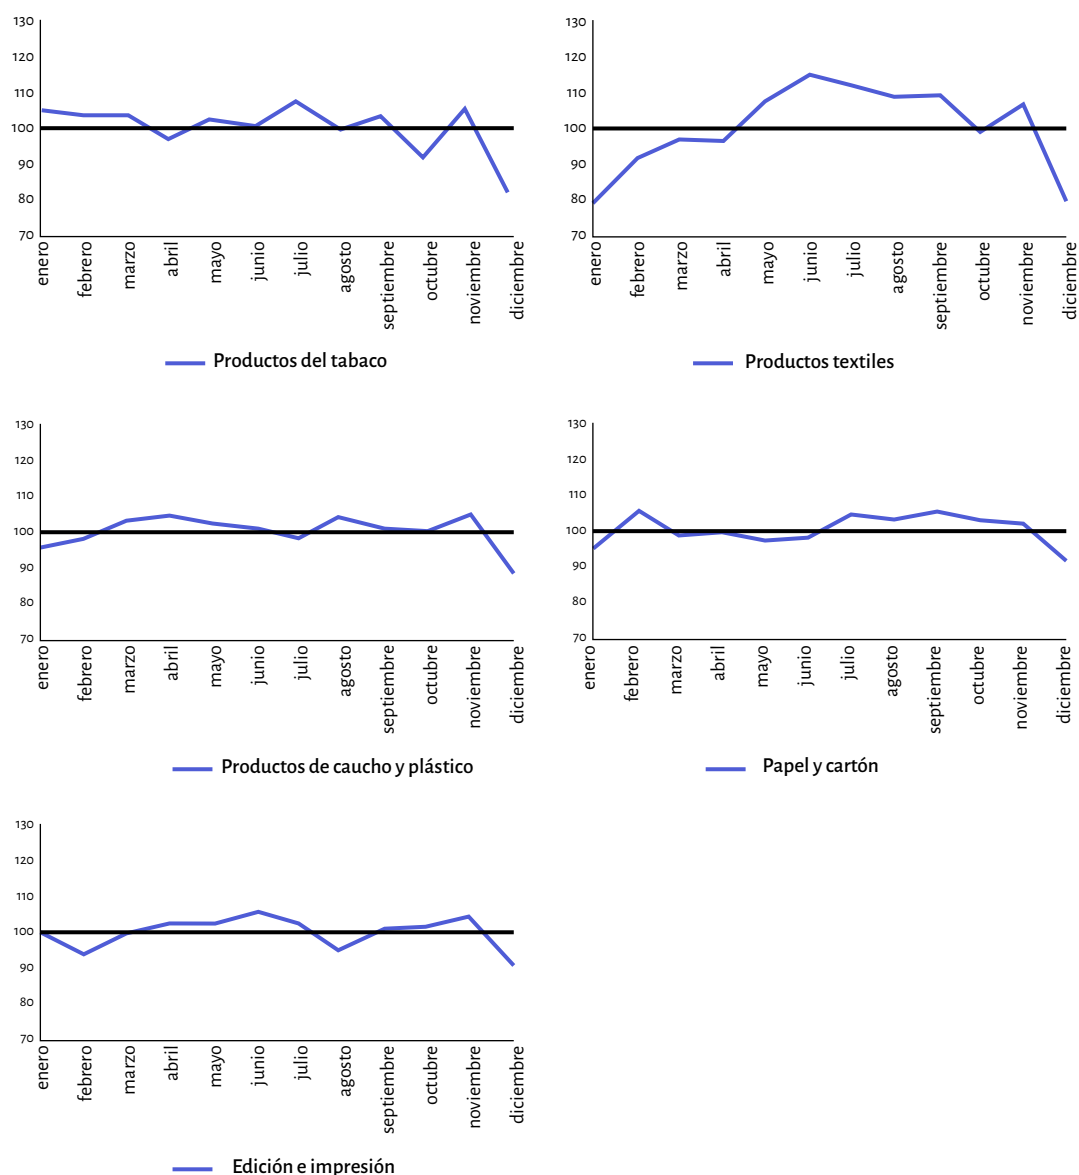 130
120
110
100
90
80
70
enero
febrero
marzo
abril
mayo
junio
julio
agosto
septiembre
octubre
noviembre
diciembre
Productos del tabaco
130
120
110
100
90
80
70
enero
febrero
marzo
abril
mayo
junio
julio
agosto
septiembre
octubre
noviembre
diciembre
Productos textiles
130
120
110
100
90
80
70
enero
febrero
marzo
abril
mayo
junio
julio
agosto
septiembre
octubre
noviembre
diciembre
Productos de caucho y plástico
130
120
110
100
90
80
70
enero
febrero
marzo
abril
mayo
junio
julio
agosto
septiembre
octubre
noviembre
diciembre
Papel y cartón
130
120
110
100
90
80
70
enero
febrero
marzo
abril
mayo
junio
julio
agosto
septiembre
octubre
noviembre
diciembre
Edición e impresión